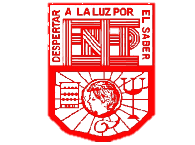 DESPERTAR
A LA LUZ POR
EL SABER
ENP